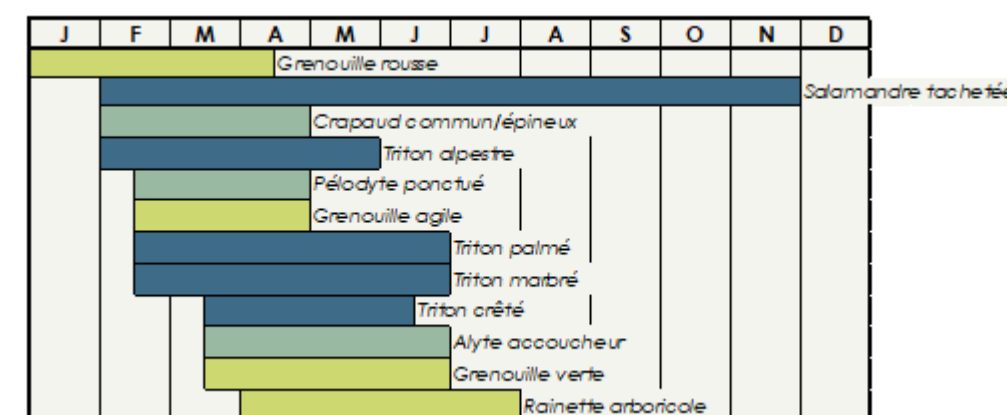 J F M A M J J A S O N D
Grenouille rousse
Salamandre tachetée
Crapaud commun/épineux
Triton alpestre
Pélodyte ponctué
Grenouille agile
Triton palmé
Triton marbré
Triton crêté
Alyte accoucheur
Grenouille verte
Rainette arboricole